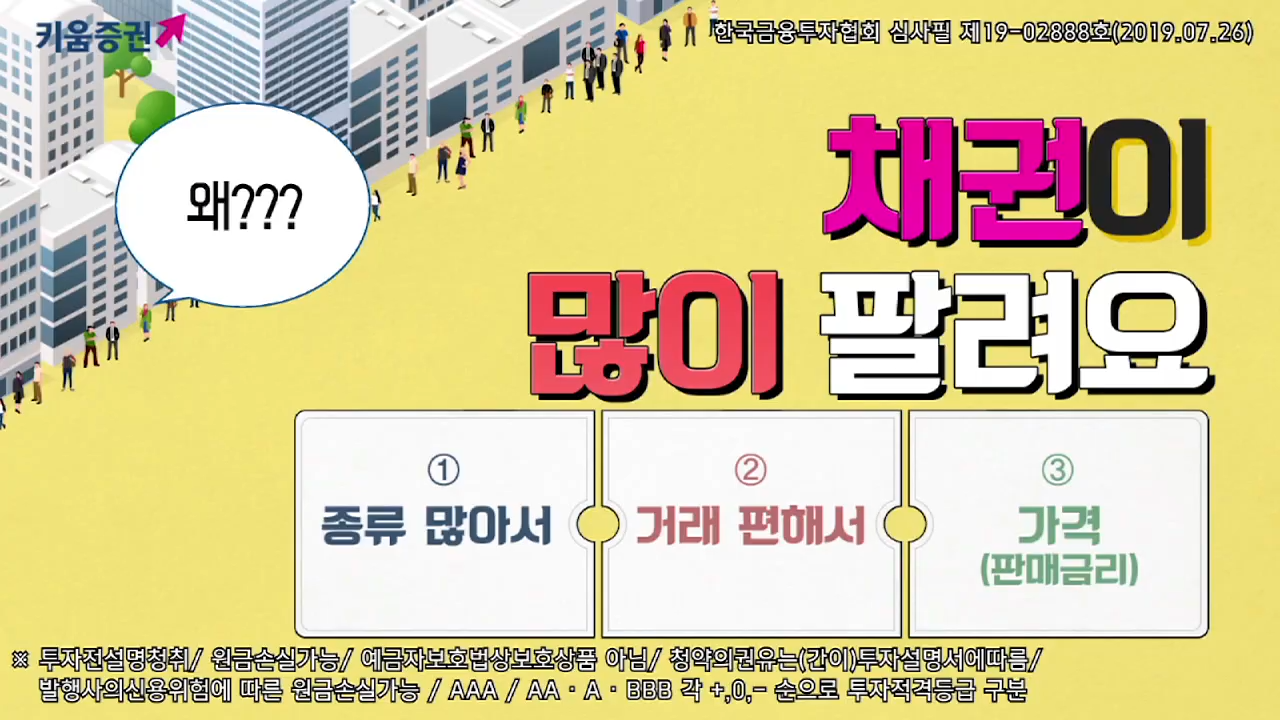 키움증권
한국금융투자협회 심사필 제19-02888호(2019.07.26)
왜???
채권이
많이 팔려요
①
종류 많아서
②
거래 편해서
③
가격
(판매금리)
※ 투자전설명청취/ 원금손실가능/ 예금자보호법상보호상품 아님/ 청약의권유는(간이)투자설명서에따름/
발행사의신용위험에 따른 원금손실가능 / AAA / AA · A · BBB 각 +,0,- 순으로 투자적격등급 구분